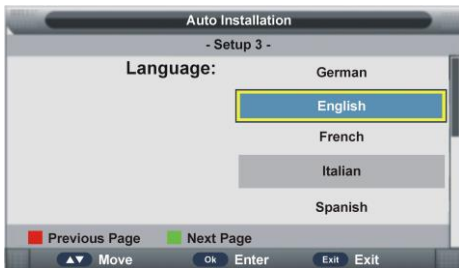 Auto Installation
- Setup 3 -
Language:
German
English
French
Italian
Spanish
Previous Page Next Page
▲▼ Move Ok Enter Exit Exit